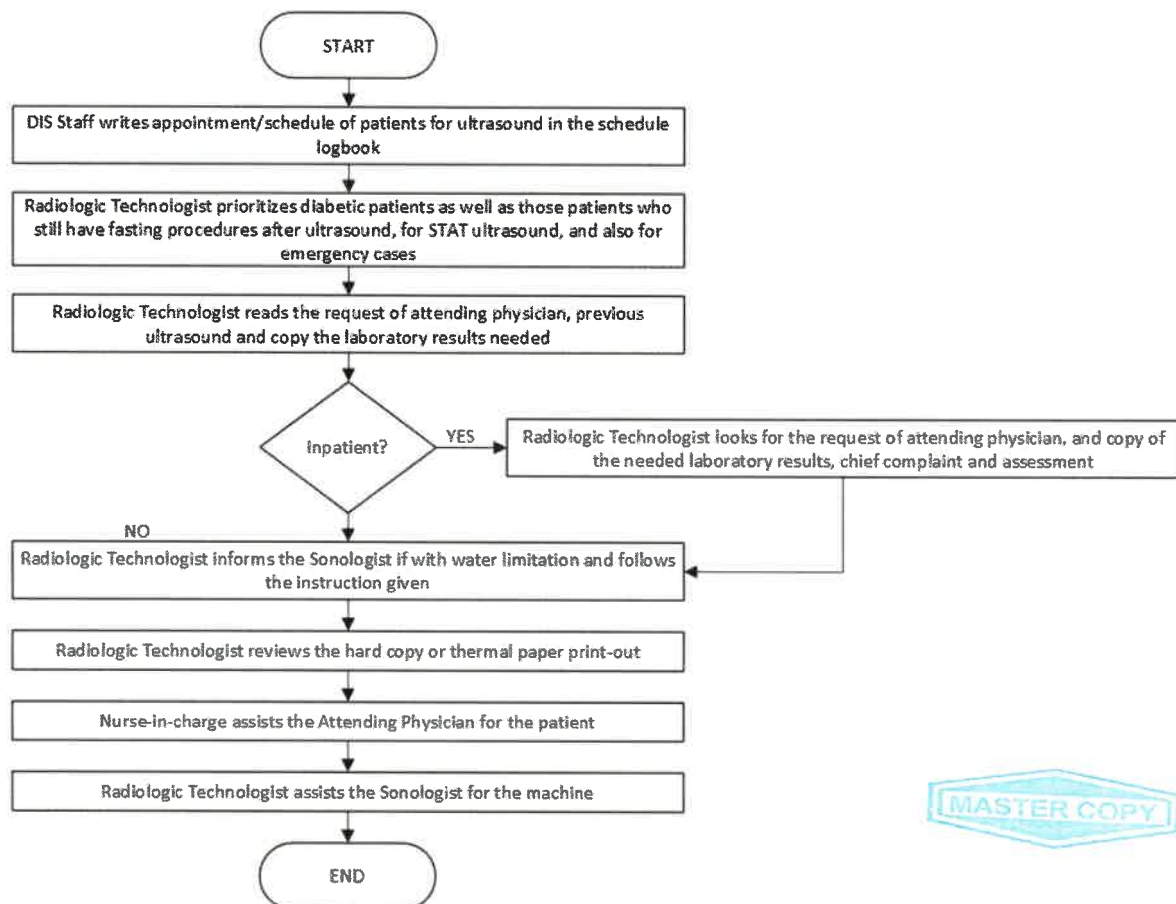 START
DIS Staff writes appointment/schedule of patients for ultrasound in the schedule
logbook
Radiologic Technologist prioritizes diabetic patients as well as those patients who
still have fasting procedures after ultrasound, for STAT ultrasound, and also for
emergency cases
Radiologic Technologist reads the request of attending physician, previous
ultrasound and copy the laboratory results needed
Inpatient?
YES
Radiologic Technologist looks for the request of attending physician, and copy of
the needed laboratory results, chief complaint and assessment
NO
Radiologic Technologist informs the Sonologist if with water limitation and follows
the instruction given
Radiologic Technologist reviews the hard copy or thermal paper print-out
Nurse-in-charge assists the Attending Physician for the patient
Radiologic Technologist assists the Sonologist for the machine
MASTER COPY
END